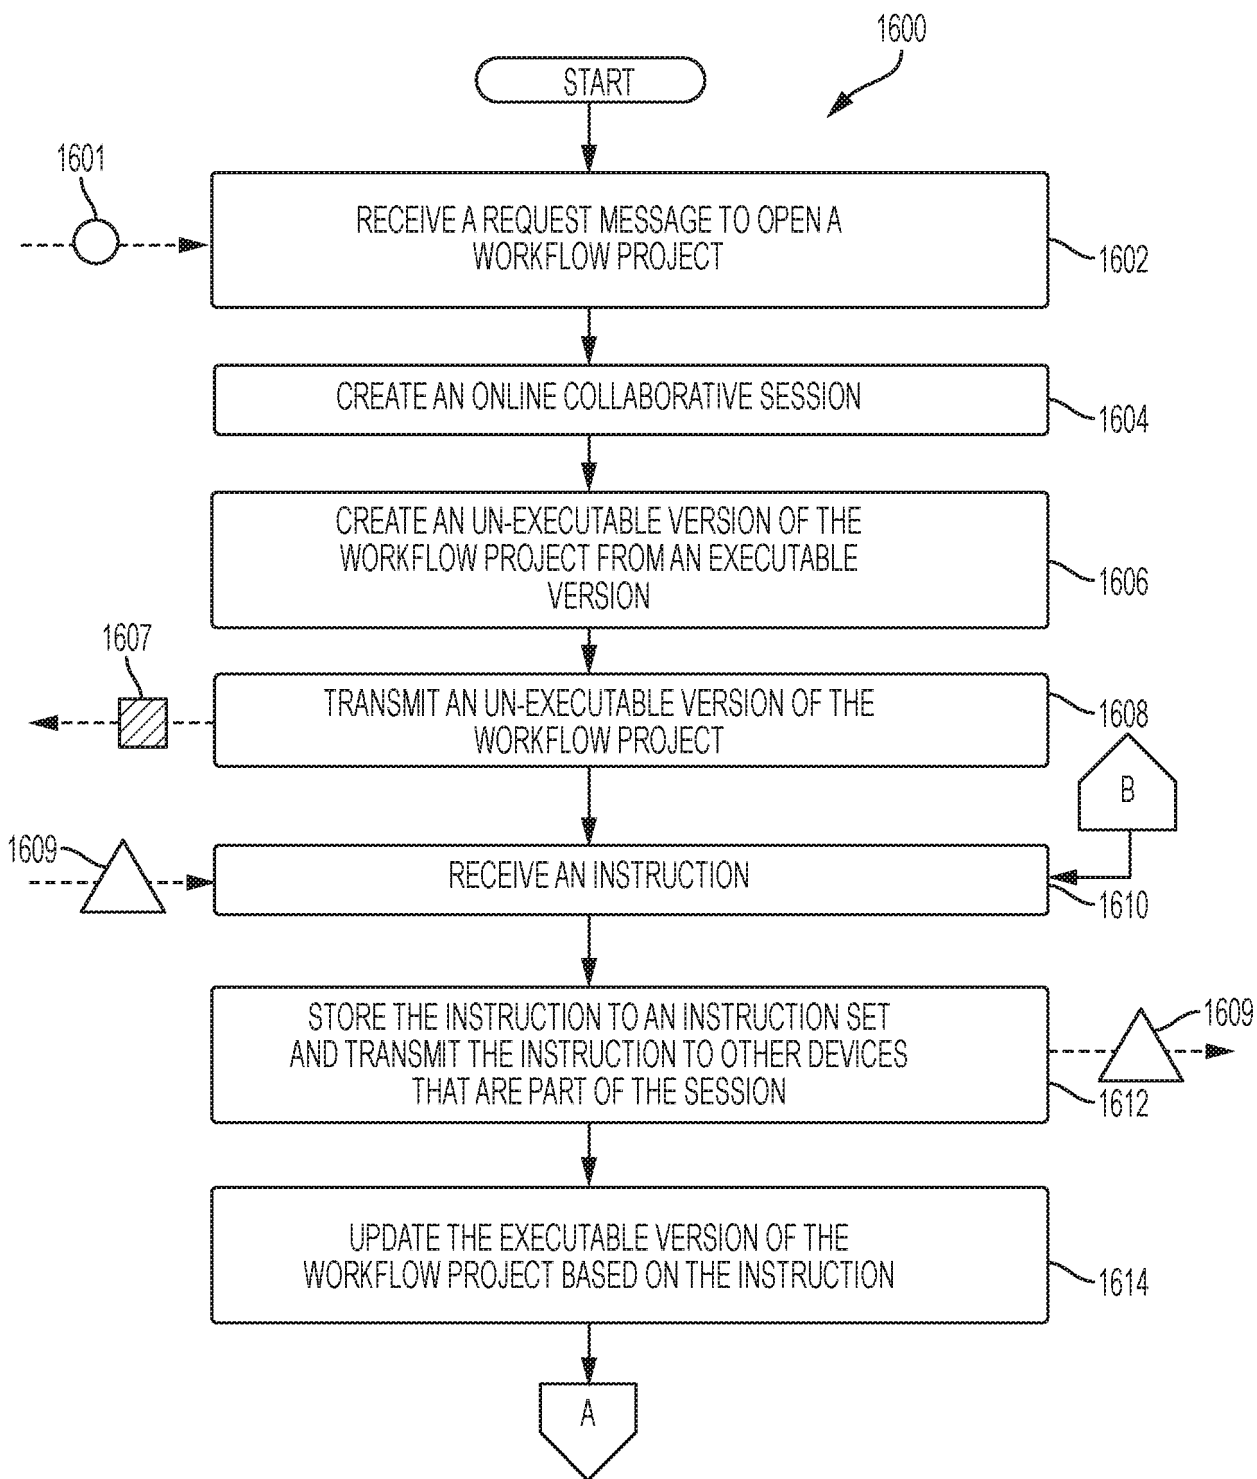 1600
START
1601
RECEIVE A REQUEST MESSAGE TO OPEN A
WORKFLOW PROJECT
1602
CREATE AN ONLINE COLLABORATIVE SESSION
1604
CREATE AN UN-EXECUTABLE VERSION OF THE
WORKFLOW PROJECT FROM AN EXECUTABLE
VERSION
1606
1607
TRANSMIT AN UN-EXECUTABLE VERSION OF THE
WORKFLOW PROJECT
1608
B
1609
RECEIVE AN INSTRUCTION
1610
STORE THE INSTRUCTION TO AN INSTRUCTION SET
AND TRANSMIT THE INSTRUCTION TO OTHER DEVICES
THAT ARE PART OF THE SESSION
1609
1612
UPDATE THE EXECUTABLE VERSION OF THE
WORKFLOW PROJECT BASED ON THE INSTRUCTION
1614
A